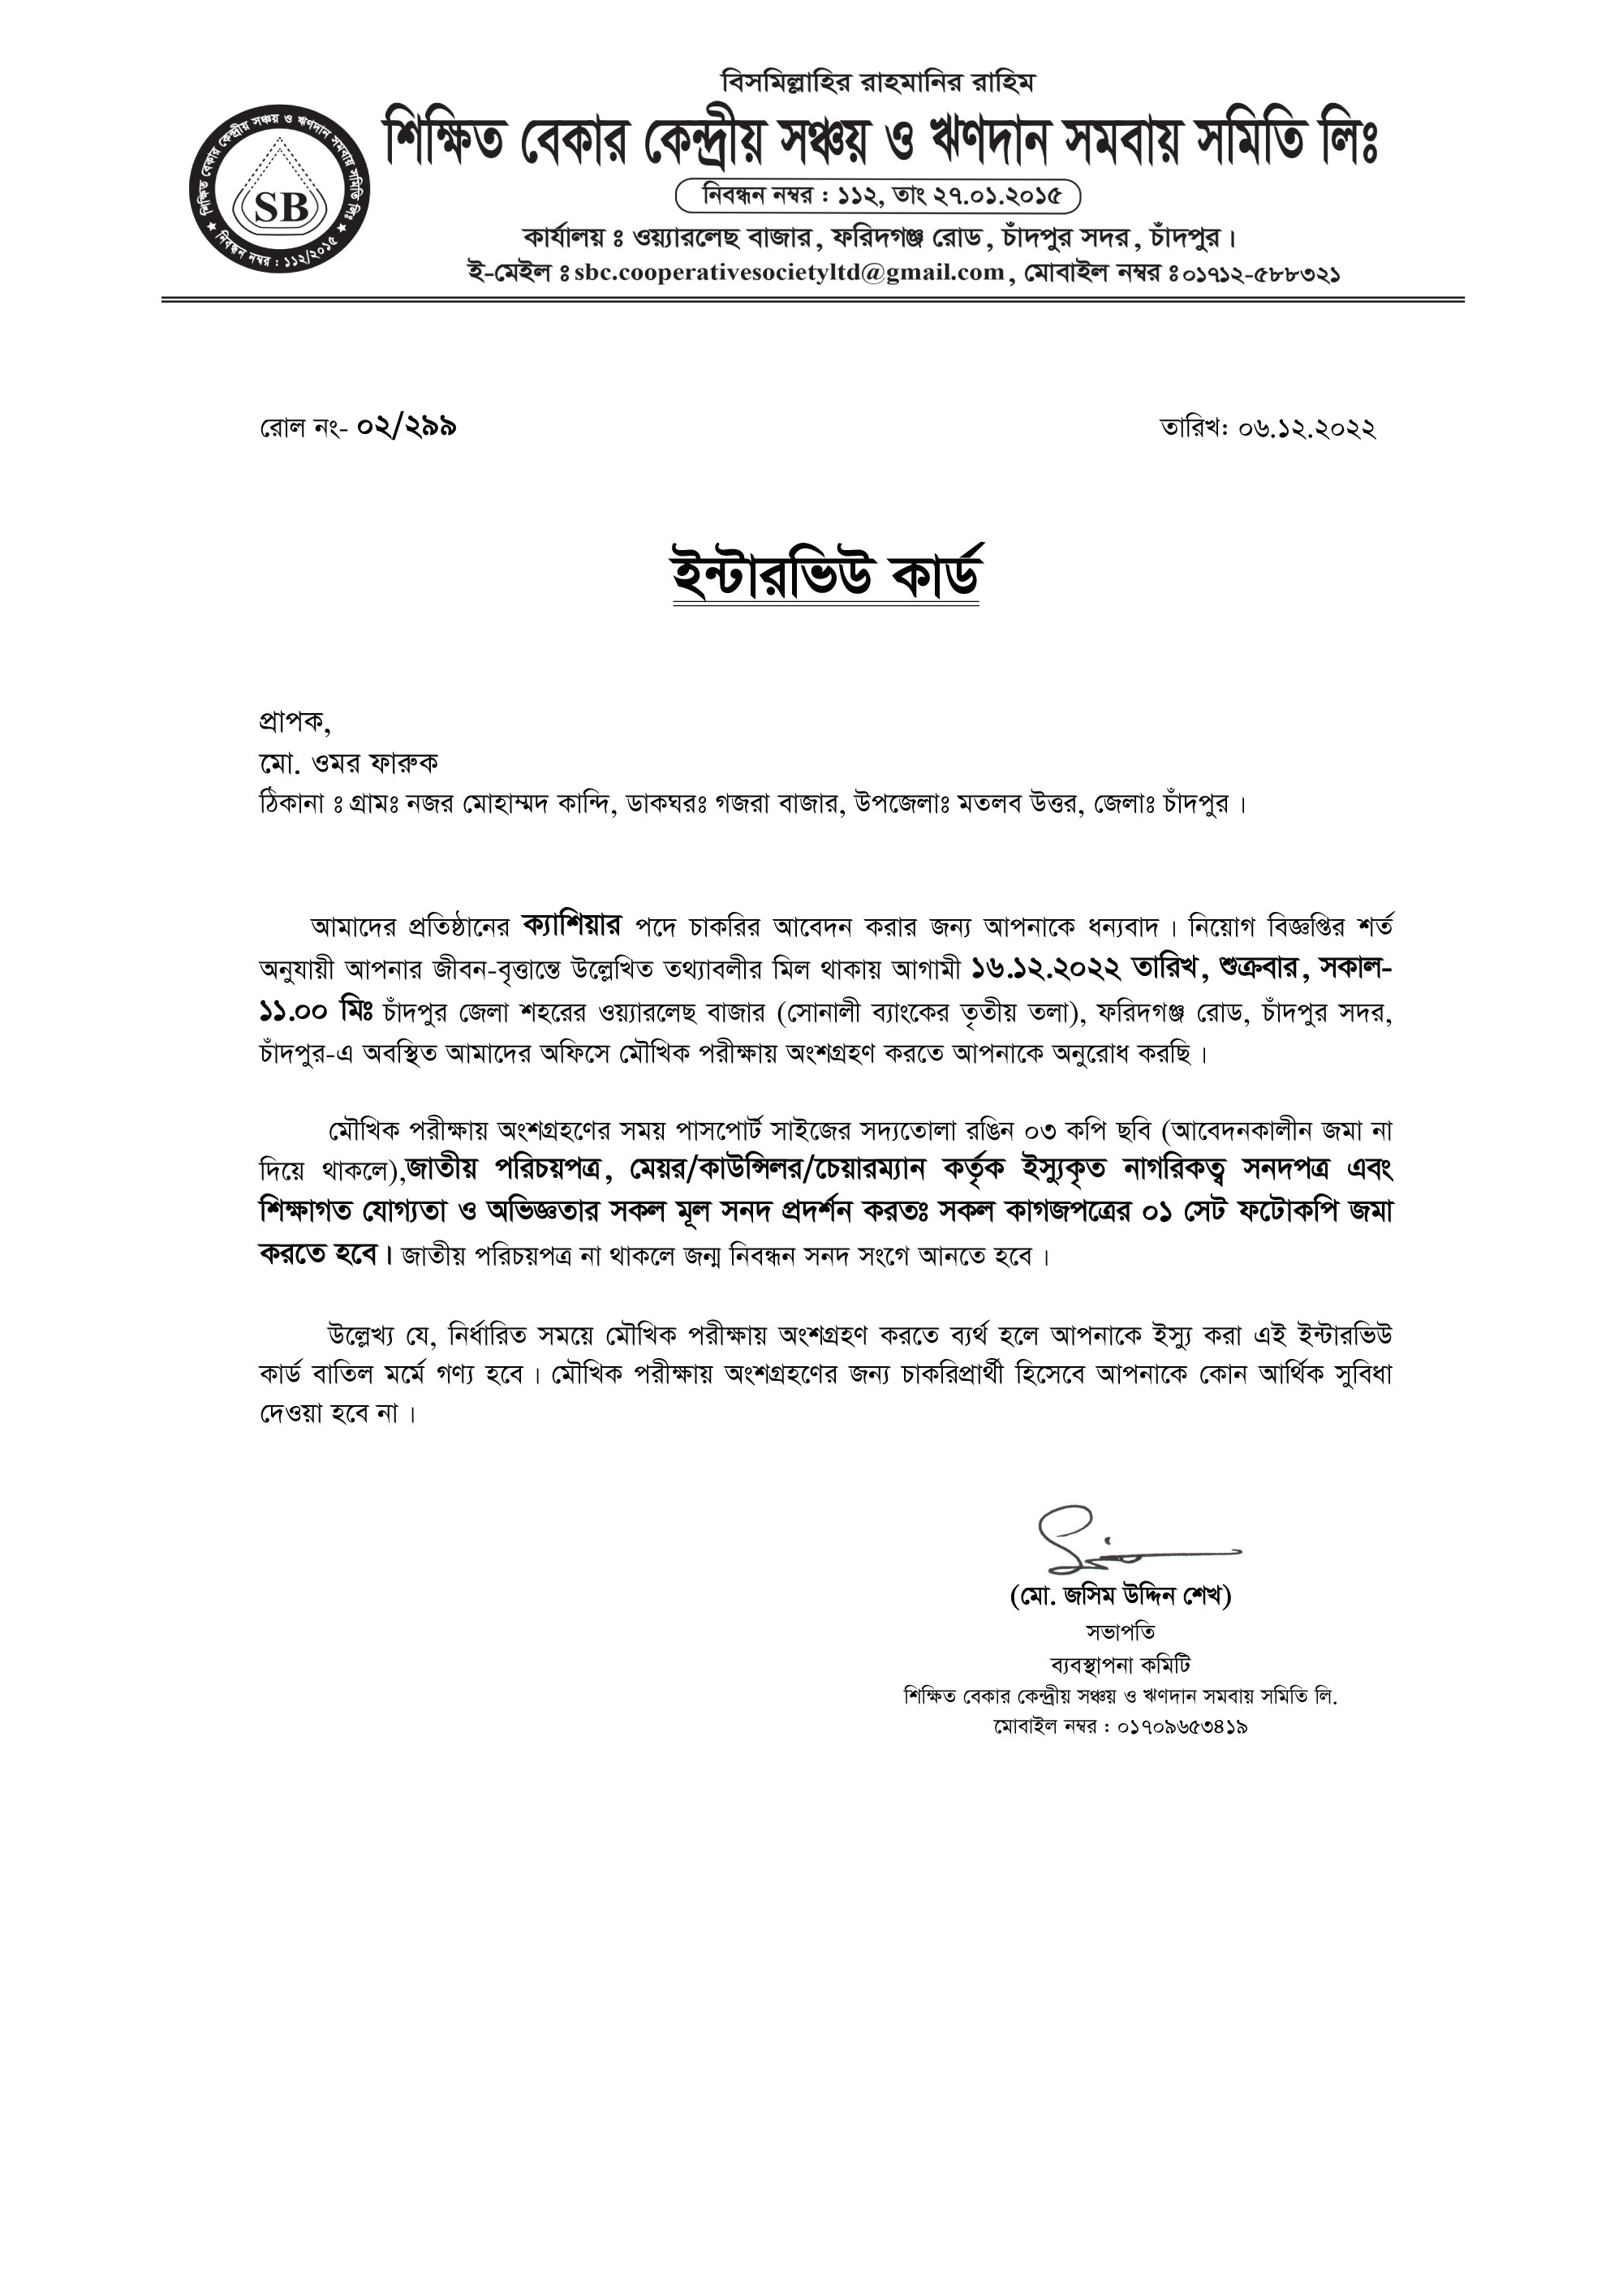 বিসমিল্লাহির রাহমানির রাহিম
শিক্ষিত বেকার কেন্দ্রীয় সঞ্চয় ও ঋণদান সমবায় সমিতি লিঃ
শিক্ষিত বেকার কেন্দ্রীয় সঞ্চয় ও ঋণদান সমবায় সমিতি লিঃ
SB
★ নিবন্ধন নম্বর : ১১২/২০১৫ ★
নিবন্ধন নম্বর : ১১২, তাং ২৭.০১.২০১৫
কার্যালয় ঃ ওয়্যারলেছ বাজার, ফরিদগঞ্জ রোড, চাঁদপুর সদর, চাঁদপুর।
ই-মেইল ঃ sbc.cooperativesocietyltd@gmail.com, মোবাইল নম্বর ঃ ০১৭১২-৫৮৮৩২১
রোল নং- ০২/২৯৯ তারিখ: ০৬.১২.২০২২
ইন্টারভিউ কার্ড
প্রাপক,
মো. ওমর ফারুক
ঠিকানা ঃ গ্রামঃ নজর মোহাম্মদ কান্দি, ডাকঘরঃ গজরা বাজার, উপজেলাঃ মতলব উত্তর, জেলাঃ চাঁদপুর ।
আমাদের প্রতিষ্ঠানের ক্যাশিয়ার পদে চাকরির আবেদন করার জন্য আপনাকে ধন্যবাদ । নিয়োগ বিজ্ঞপ্তির শর্ত
অনুযায়ী আপনার জীবন-বৃত্তান্তে উল্লেখিত তথ্যাবলীর মিল থাকায় আগামী ১৬.১২.২০২২ তারিখ, শুক্রবার, সকাল-
১১.০০ মিঃ চাঁদপুর জেলা শহরের ওয়্যারলেছ বাজার (সোনালী ব্যাংকের তৃতীয় তলা), ফরিদগঞ্জ রোড, চাঁদপুর সদর,
চাঁদপুর-এ অবস্থিত আমাদের অফিসে মৌখিক পরীক্ষায় অংশগ্রহণ করতে আপনাকে অনুরোধ করছি ।
মৌখিক পরীক্ষায় অংশগ্রহণের সময় পাসপোর্ট সাইজের সদ্যতোলা রঙিন ০৩ কপি ছবি (আবেদনকালীন জমা না
দিয়ে থাকলে),জাতীয় পরিচয়পত্র, মেয়র/কাউন্সিলর/চেয়ারম্যান কর্তৃক ইস্যুকৃত নাগরিকত্ব সনদপত্র এবং
শিক্ষাগত যোগ্যতা ও অভিজ্ঞতার সকল মূল সনদ প্রদর্শন করতঃ সকল কাগজপত্রের ০১ সেট ফটোকপি জমা
করতে হবে। জাতীয় পরিচয়পত্র না থাকলে জন্ম নিবন্ধন সনদ সংগে আনতে হবে ।
উল্লেখ্য যে, নির্ধারিত সময়ে মৌখিক পরীক্ষায় অংশগ্রহণ করতে ব্যর্থ হলে আপনাকে ইস্যু করা এই ইন্টারভিউ
কার্ড বাতিল মর্মে গণ্য হবে । মৌখিক পরীক্ষায় অংশগ্রহণের জন্য চাকরিপ্রার্থী হিসেবে আপনাকে কোন আর্থিক সুবিধা
দেওয়া হবে না ।
(মো. জসিম উদ্দিন শেখ)
সভাপতি
ব্যবস্থাপনা কমিটি
শিক্ষিত বেকার কেন্দ্রীয় সঞ্চয় ও ঋণদান সমবায় সমিতি লি.
মোবাইল নম্বর : ০১৭০৯৬৫৩৪১৯